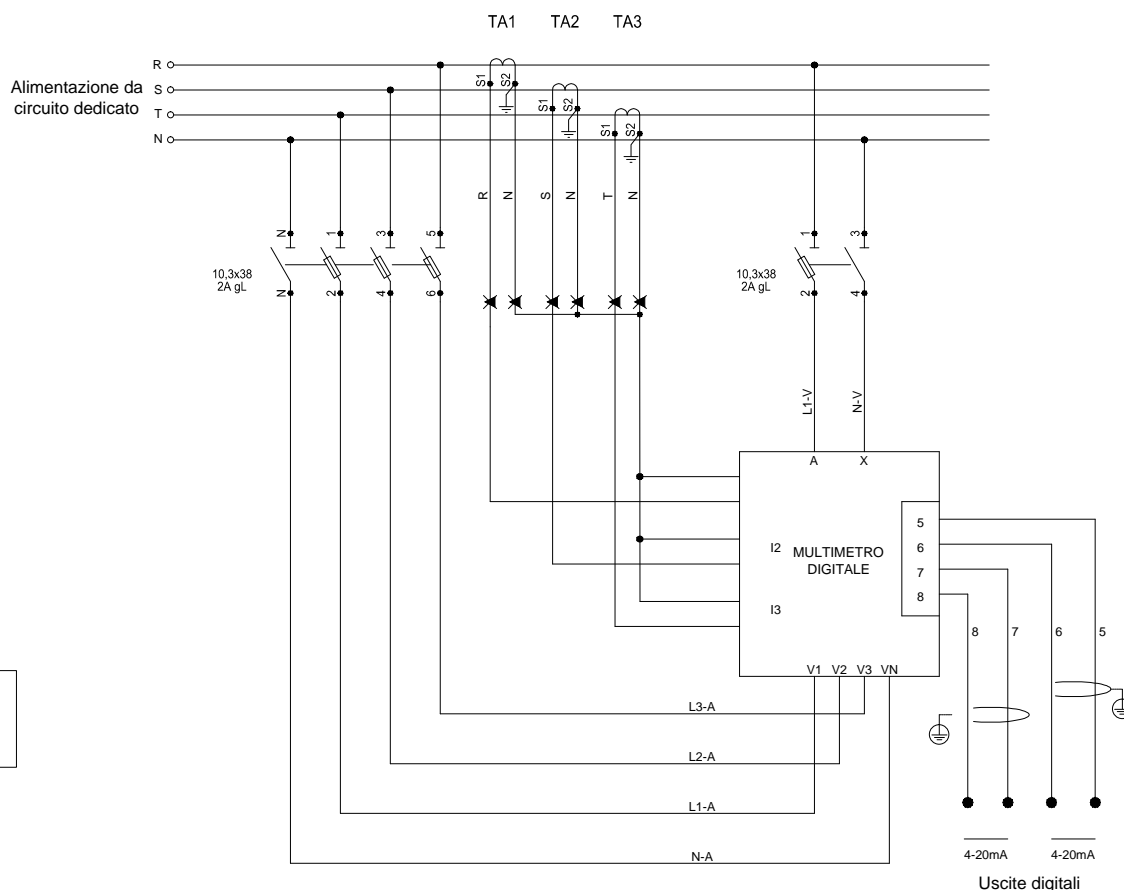 TA1 TA2 TA3
Alimentazione da
circuito dedicato
R
S
T
N
S1 S2
S1 S2
S1 S2
R N S N T N
N 1 3 5
10,3x38
2A gL
N 2 4 6
1 3
10,3x38
2A gL
2 4
L1-V N-V
A X
I2
I3
MULTIMETRO
DIGITALE
5
6
7
8
8 7 6 5
V1 V2 V3 VN
L3-A
L2-A
L1-A
N-A
4-20mA 4-20mA
Uscite digitali